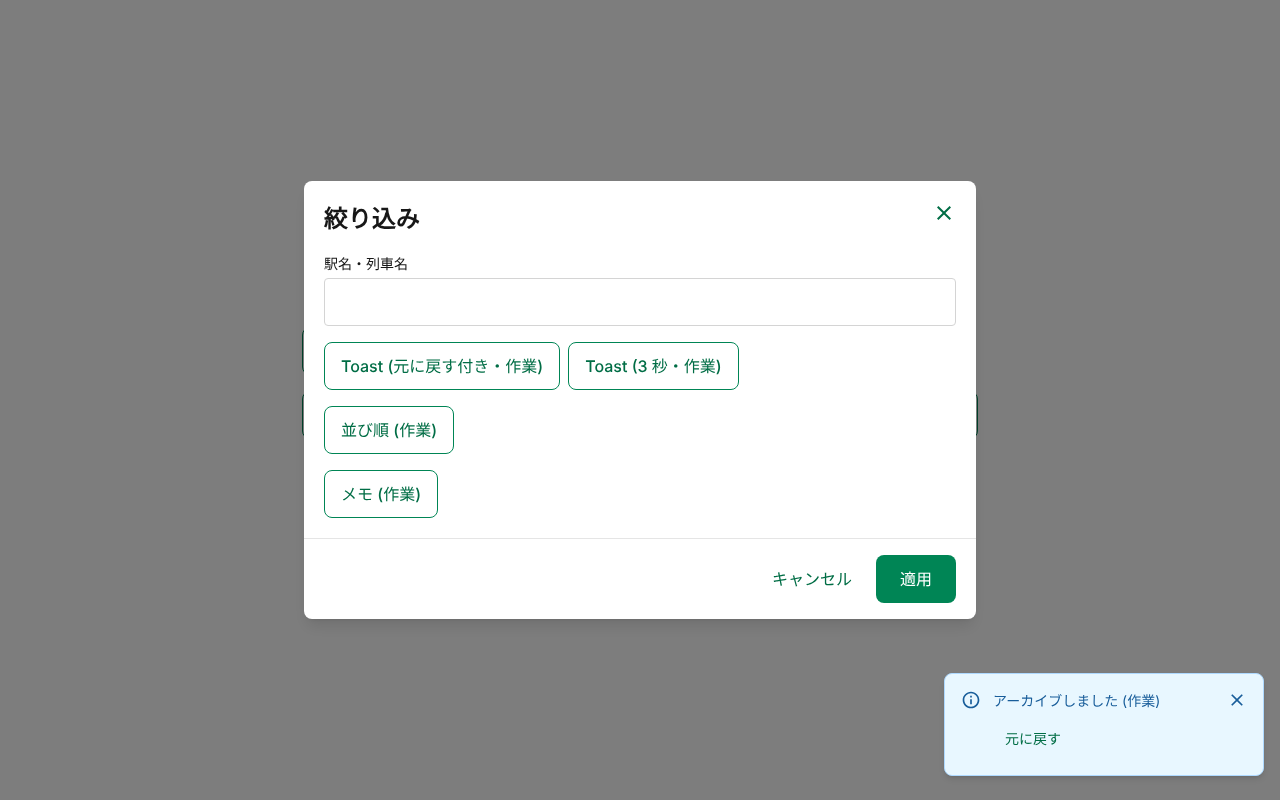 絞り込み
駅名・列車名
Toast (元に戻す付き・作業)
Toast (3 秒・作業)
並び順 (作業)
メモ (作業)
キャンセル
適用
アーカイブしました (作業)
元に戻す